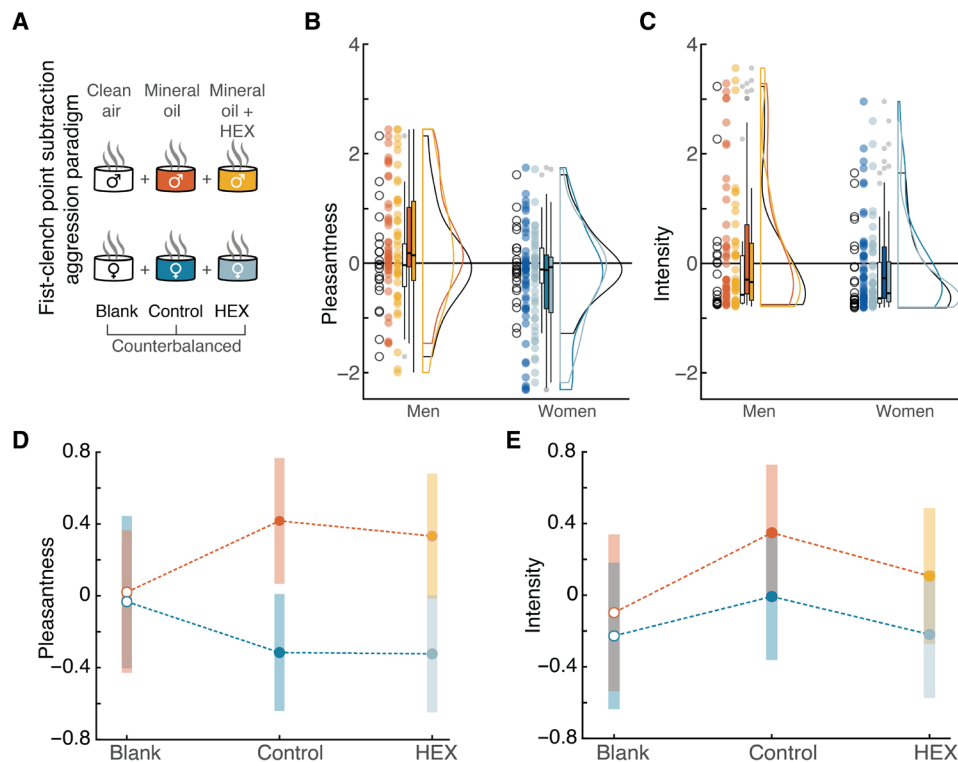 A
Fist-clench point subtraction
aggression paradigm
Clean
air
Mineral
oil
Mineral
oil +
HEX
♂ + ♂ + ♂
♀ + ♀ + ♀
Blank Control HEX
Counterbalanced
B
Pleasantness
4
2
0
−2
Men Women
C
Intensity
4
2
0
−2
Men Women
D
Pleasantness
0.8
0.4
0
−0.4
−0.8
Blank Control HEX
E
Intensity
0.8
0.4
0
−0.4
−0.8
Blank Control HEX